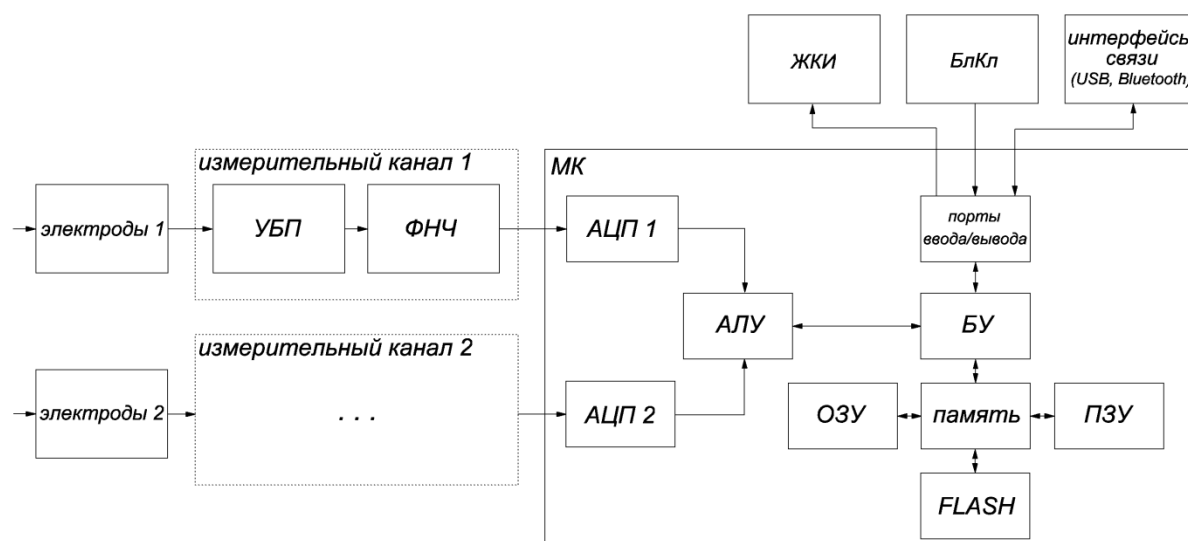 ЖКИ
БлКл
интерфейсы
связи
(USB, Bluetooth)
измерительный канал 1
МК
электроды 1
УБП
ФНЧ
АЦП 1
порты
ввода/вывода
АЛУ
БУ
измерительный канал 2
электроды 2
. . .
АЦП 2
ОЗУ
память
ПЗУ
FLASH